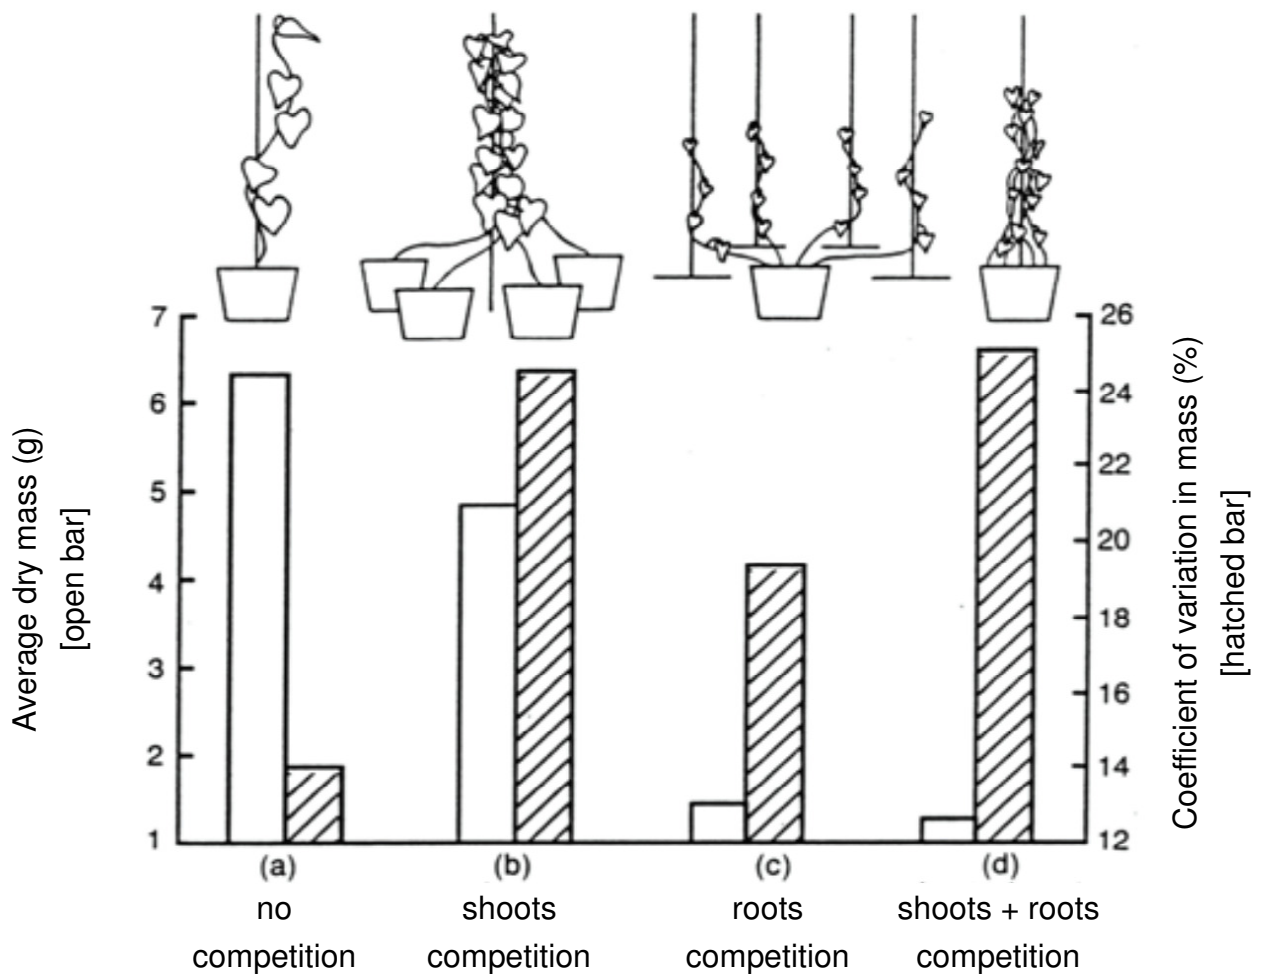 7
6
5
4
3
2
1
Average dry mass (g)
[open bar]
26
24
22
20
18
16
14
12
Coefficient of variation in mass (%)
[hatched bar]
(a)
(b)
(c)
(d)
no
competition
shoots
competition
roots
competition
shoots + roots
competition